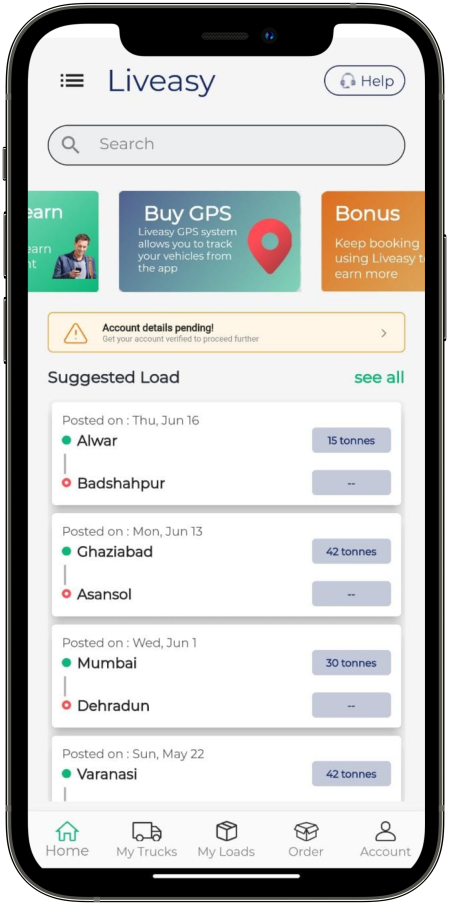 Liveasy
Help
Search
earn
earn
nt
Buy GPS
Liveasy GPS system
allows you to track
your vehicles from
the app
Bonus
Keep booking
using Liveasy t
earn more
Account details pending!
Get your account verified to proceed further
Suggested Load
see all
Posted on : Thu, Jun 16
Alwar
15 tonnes
Badshahpur
--
Posted on : Mon, Jun 13
Ghaziabad
42 tonnes
Asansol
--
Posted on : Wed, Jun 1
Mumbai
30 tonnes
Dehradun
--
Posted on : Sun, May 22
Varanasi
42 tonnes
Home
My Trucks
My Loads
Order
Account